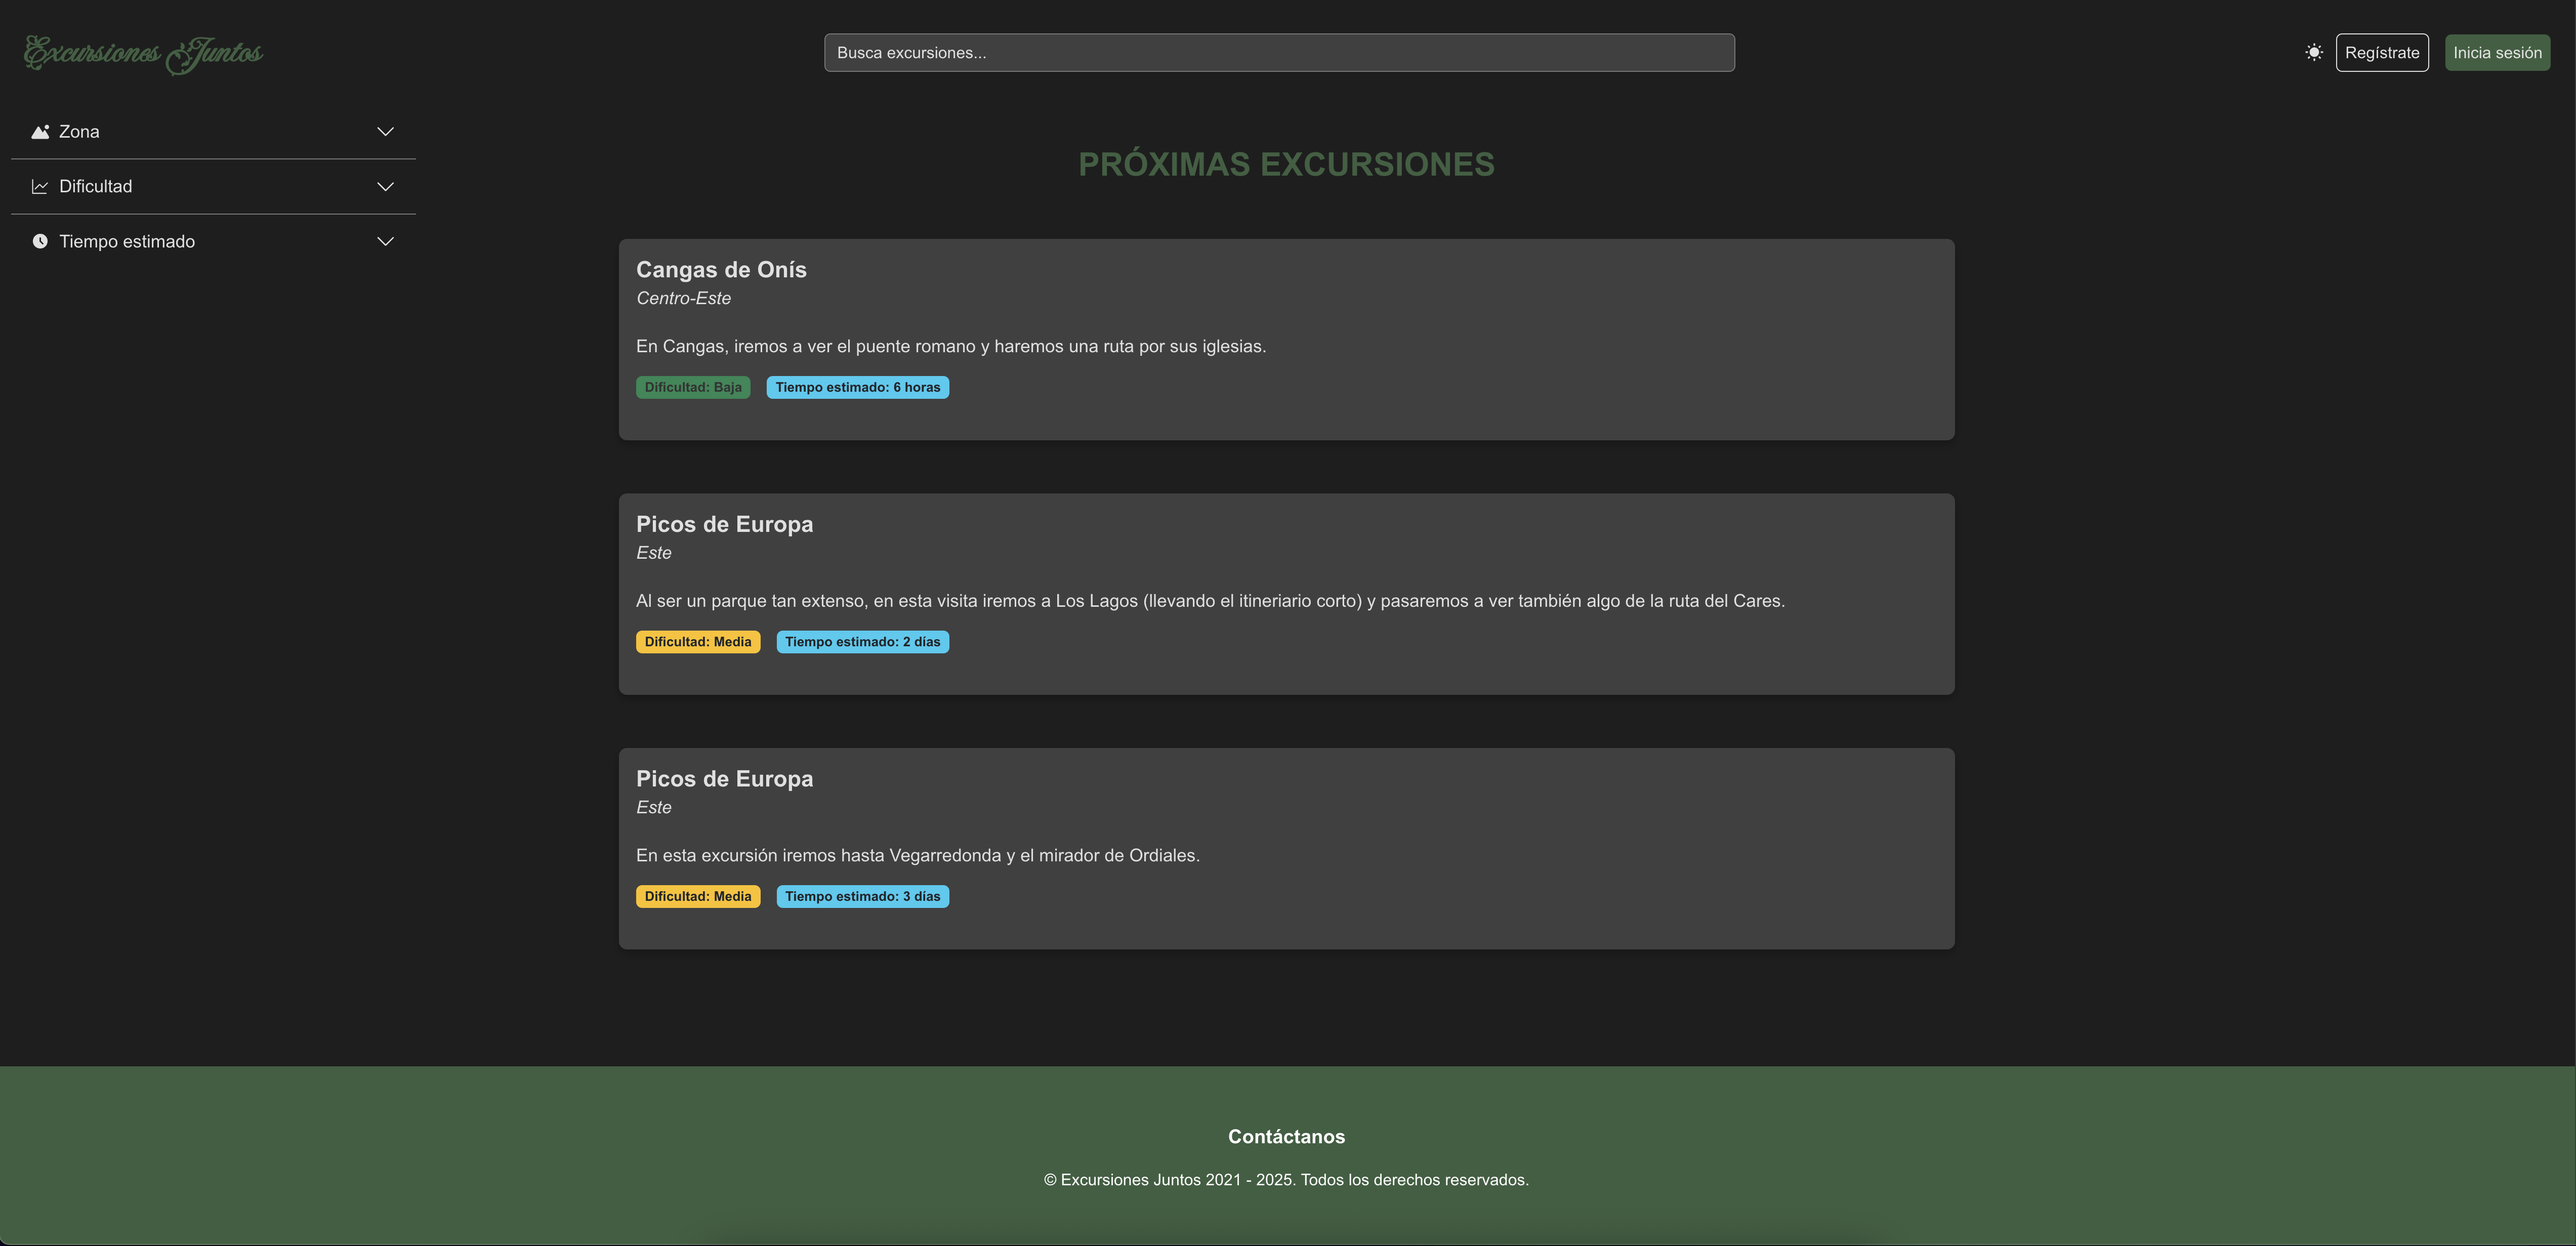 Excursiones Juntos
Busca excursiones...
Regístrate
Inicia sesión
Zona
Dificultad
Tiempo estimado
PRÓXIMAS EXCURSIONES
Cangas de Onís
Centro-Este
En Cangas, iremos a ver el puente romano y haremos una ruta por sus iglesias.
Dificultad: Baja
Tiempo estimado: 6 horas
Picos de Europa
Este
Al ser un parque tan extenso, en esta visita iremos a Los Lagos (llevando el itineriario corto) y pasaremos a ver también algo de la ruta del Cares.
Dificultad: Media
Tiempo estimado: 2 días
Picos de Europa
Este
En esta excursión iremos hasta Vegarredonda y el mirador de Ordiales.
Dificultad: Media
Tiempo estimado: 3 días
Contáctanos
© Excursiones Juntos 2021 - 2025. Todos los derechos reservados.